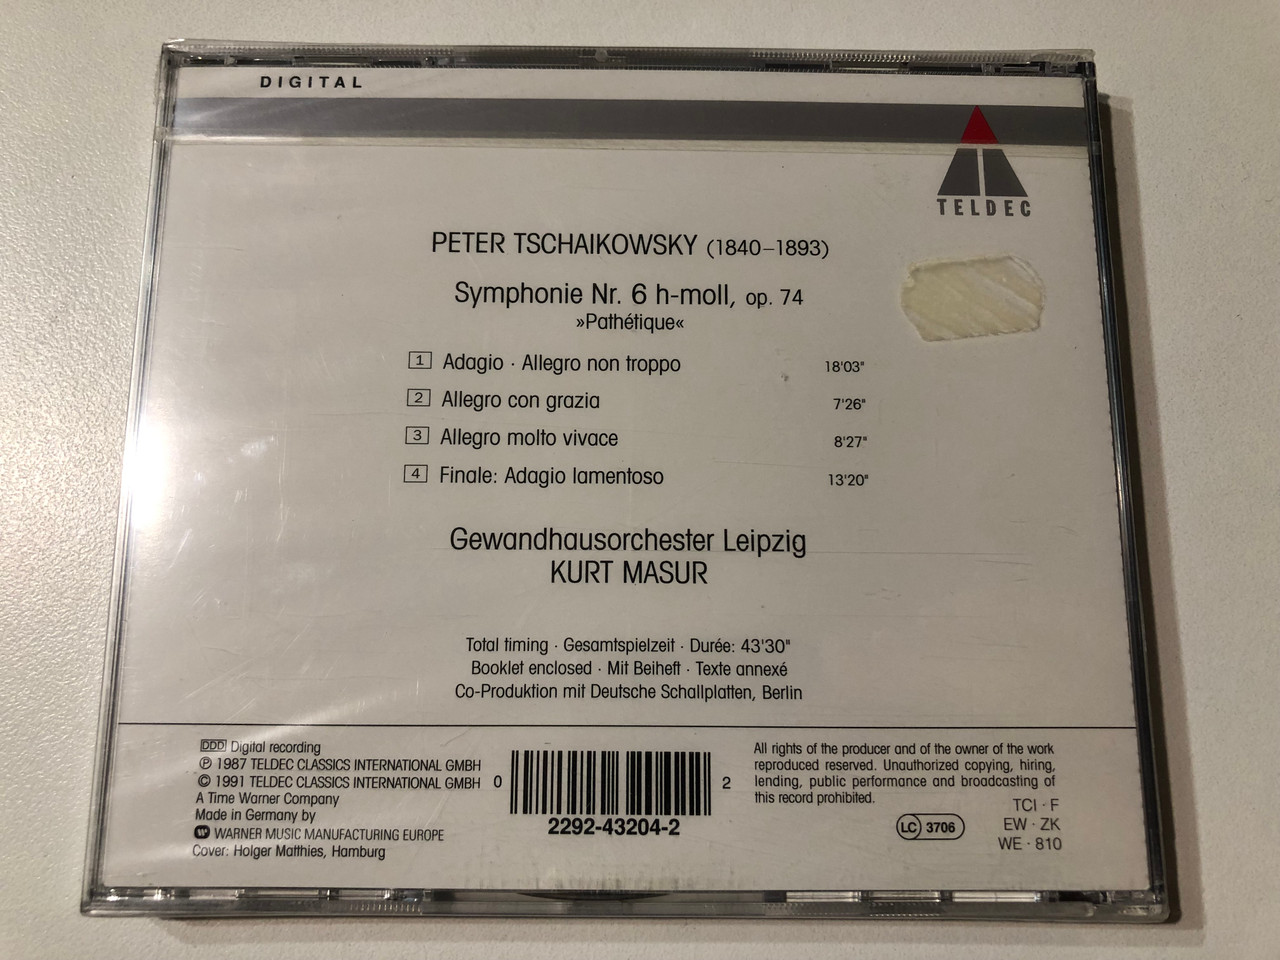 DIGITAL
TELDEC
PETER TSCHAIKOWSKY (1840–1893)
Symphonie Nr. 6 h-moll, op. 74
»Pathétique«
1 Adagio · Allegro non troppo 18'03"
2 Allegro con grazia 7'26"
3 Allegro molto vivace 8'27"
4 Finale: Adagio lamentoso 13'20"
Gewandhausorchester Leipzig
KURT MASUR
Total timing · Gesamtspielzeit · Durée: 43'30"
Booklet enclosed · Mit Beiheft · Texte annexé
Co-Produktion mit Deutsche Schallplatten, Berlin
DDD Digital recording
℗ 1987 TELDEC CLASSICS INTERNATIONAL GMBH
© 1991 TELDEC CLASSICS INTERNATIONAL GMBH
A Time Warner Company
Made in Germany by
WARNER MUSIC MANUFACTURING EUROPE
Cover: Holger Matthies, Hamburg
0 2
2292-43204-2
All rights of the producer and of the owner of the work
reproduced reserved. Unauthorized copying, hiring,
lending, public performance and broadcasting of
this record prohibited.
LC 3706
TCI · F
EW · ZK
WE · 810